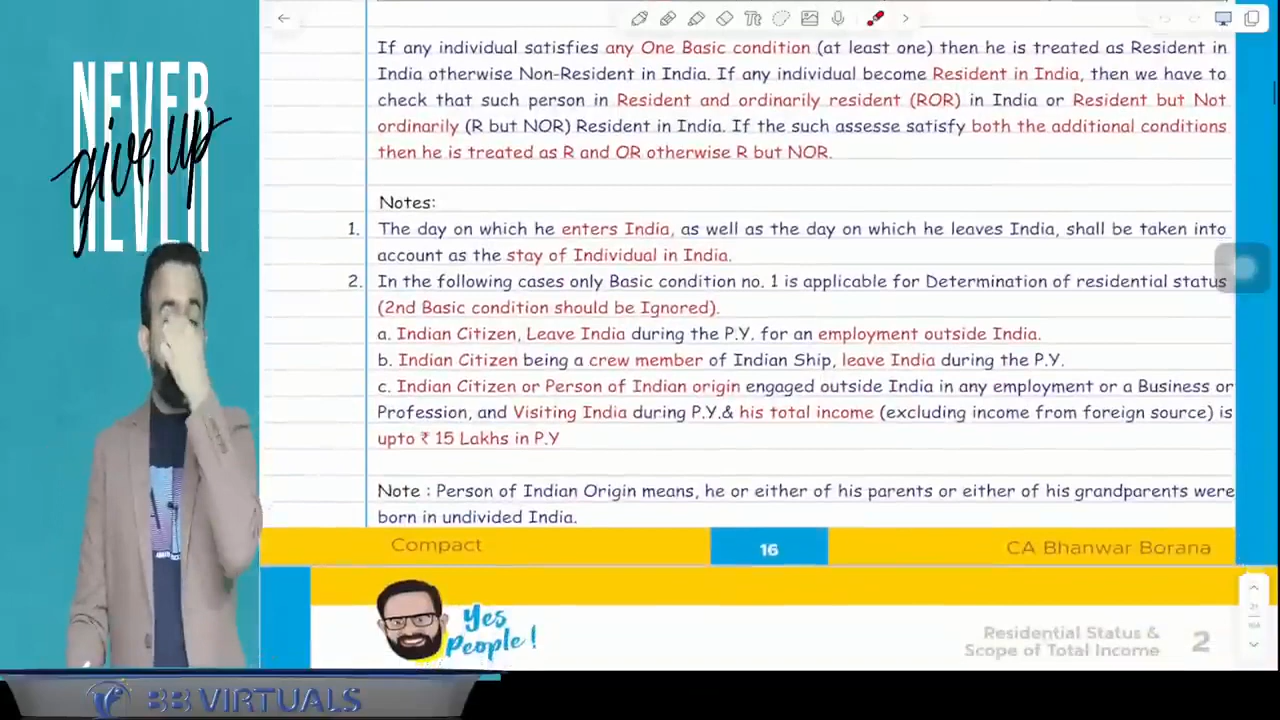 NEVER
give up
NEVER
If any individual satisfies any One Basic condition (at least one) then he is treated as Resident in
India otherwise Non-Resident in India. If any individual become Resident in India, then we have to
check that such person in Resident and ordinarily resident (ROR) in India or Resident but Not
ordinarily (R but NOR) Resident in India. If the such assesse satisfy both the additional conditions
then he is treated as R and OR otherwise R but NOR.
Notes:
1. The day on which he enters India, as well as the day on which he leaves India, shall be taken into
account as the stay of Individual in India.
2. In the following cases only Basic condition no. 1 is applicable for Determination of residential status
(2nd Basic condition should be Ignored).
a. Indian Citizen, Leave India during the P.Y. for an employment outside India.
b. Indian Citizen being a crew member of Indian Ship, leave India during the P.Y.
c. Indian Citizen or Person of Indian origin engaged outside India in any employment or a Business or
Profession, and Visiting India during P.Y.& his total income (excluding income from foreign source) is
upto ₹ 15 Lakhs in P.Y
Note : Person of Indian Origin means, he or either of his parents or either of his grandparents were
born in undivided India.
Compact 16 CA Bhanwar Borana
Yes
People!
Residential Status &
Scope of Total Income 2
BB VIRTUALS